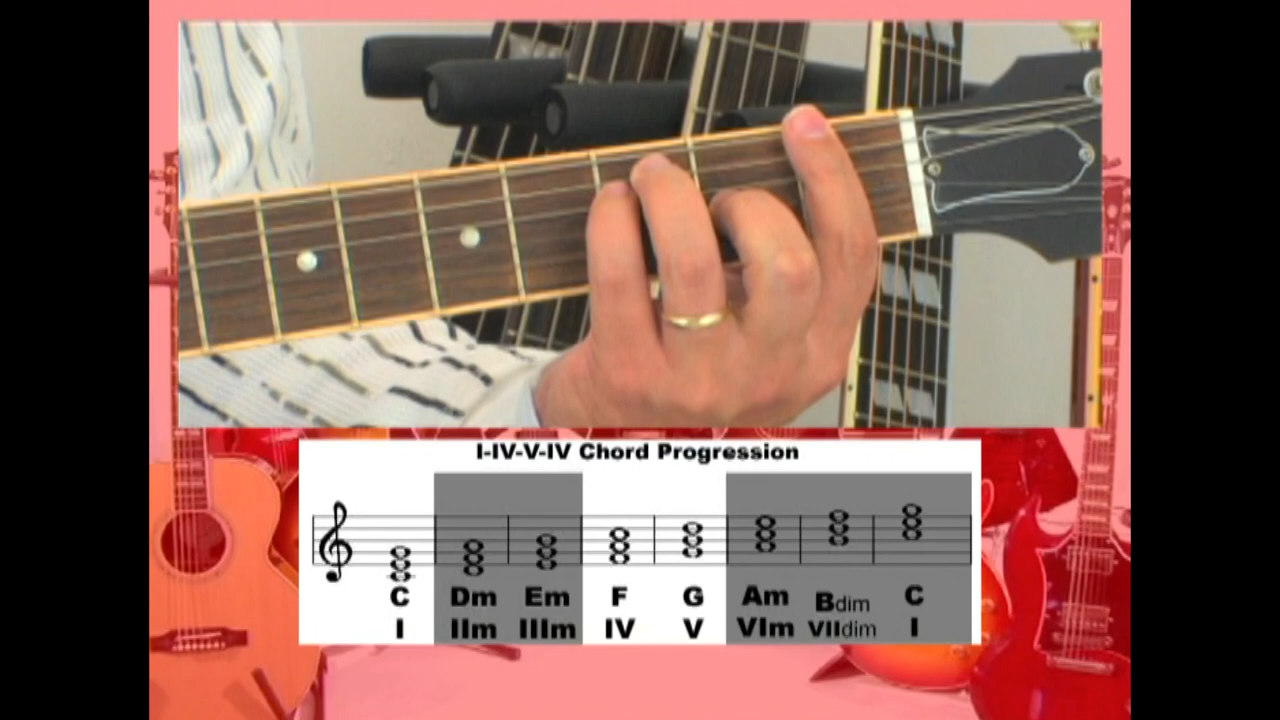 I-IV-V-IV Chord Progression
C Dm Em F G Am Bdim C
I IIm IIIm IV V VIm VIIdim I